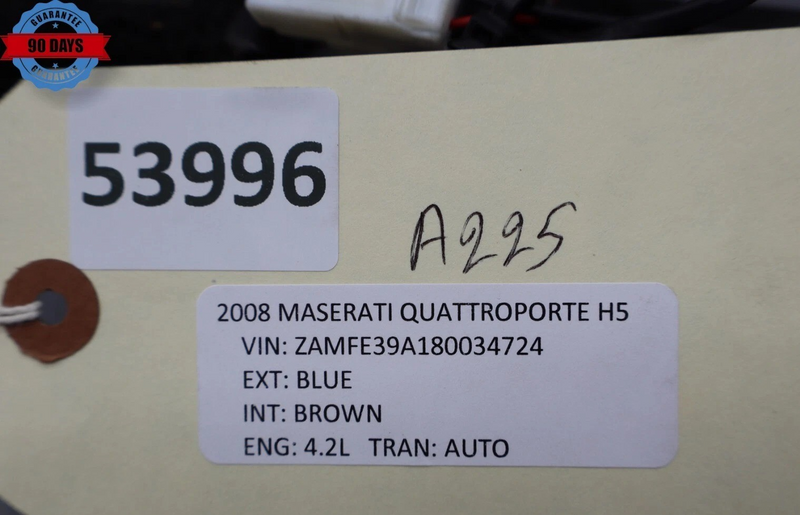 GUARANTEE
90 DAYS
GUARANTEE
53996
A225
2008 MASERATI QUATTROPORTE H5
VIN: ZAMFE39A180034724
EXT: BLUE
INT: BROWN
ENG: 4.2L TRAN: AUTO